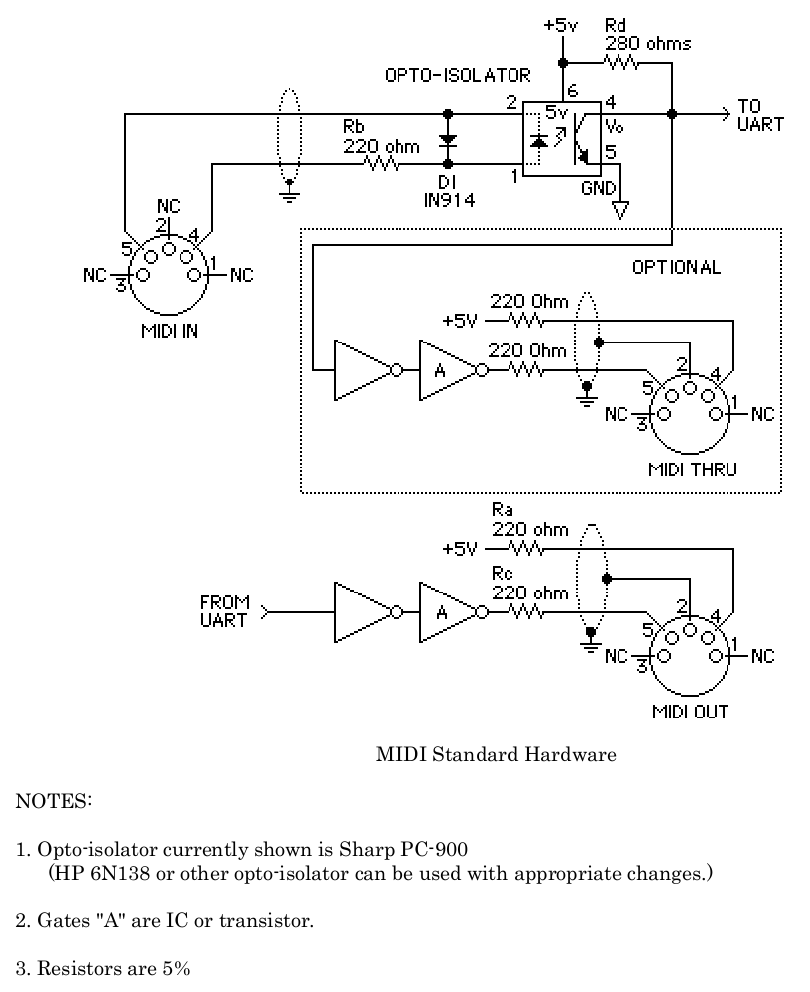 +5v
Rd
280 ohms
OPTO-ISOLATOR
6
2
5v
4
TO
UART
Rb
220 ohm
Vo
5
1
D1
IN914
GND
NC
2
5
4
NC
3
1
NC
MIDI IN
OPTIONAL
220 Ohm
+5V
220 Ohm
A
2
4
5
1
NC
3
NC
MIDI THRU
Ra
220 ohm
+5V
Rc
220 ohm
FROM
UART
A
2
4
5
1
NC
3
NC
MIDI OUT
MIDI Standard Hardware
NOTES:
1. Opto-isolator currently shown is Sharp PC-900
(HP 6N138 or other opto-isolator can be used with appropriate changes.)
2. Gates "A" are IC or transistor.
3. Resistors are 5%